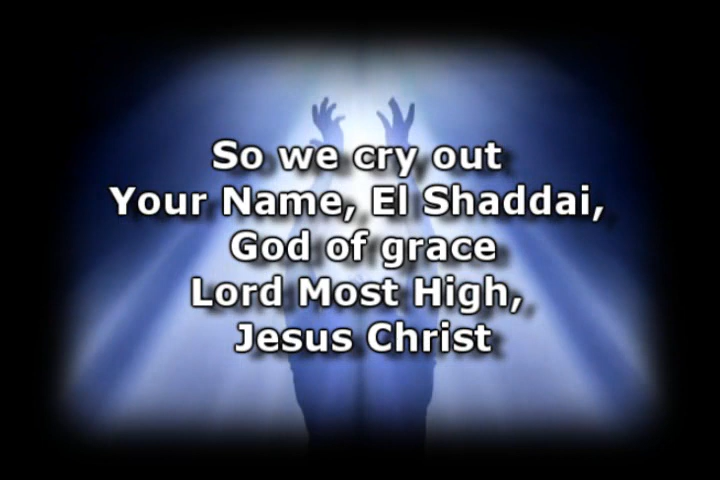 So we cry out
Your Name, El Shaddai,
God of grace
Lord Most High,
Jesus Christ